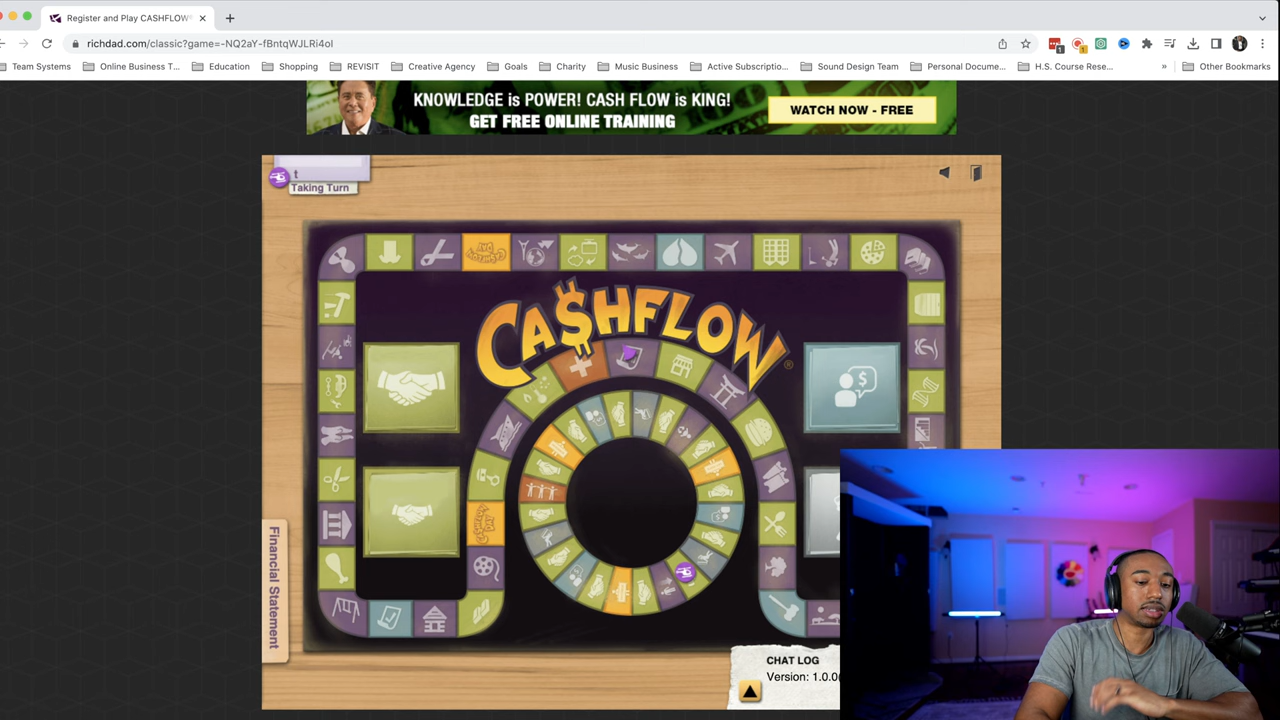 Register and Play CASHFLOW®
richdad.com/classic?game=-NQ2aY-fBntqWJLRi4oI
Team Systems
Online Business T...
Education
Shopping
REVISIT
Creative Agency
Goals
Charity
Music Business
Active Subscriptio...
Sound Design Team
Personal Docume...
H.S. Course Rese...
»
Other Bookmarks
KNOWLEDGE is POWER! CASH FLOW is KING!
GET FREE ONLINE TRAINING
WATCH NOW - FREE
t
Taking Turn
CA$HFLOW®
Financial Statement
CHAT LOG
Version: 1.0.0